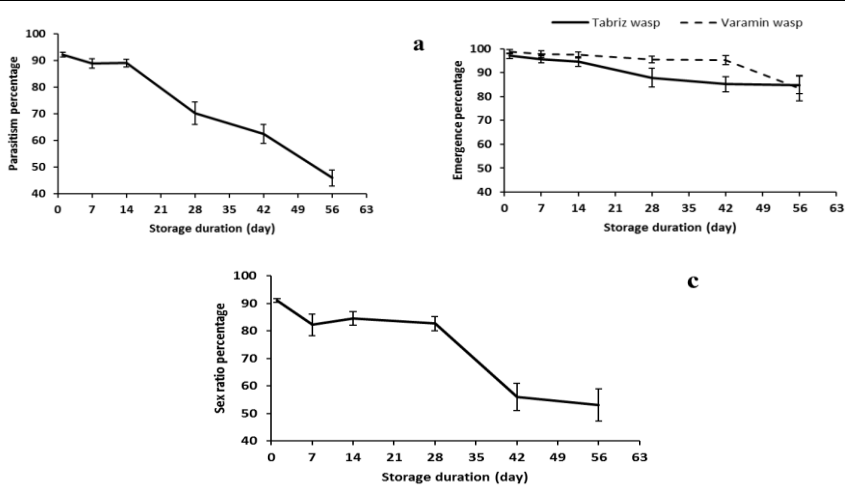 Tabriz wasp Varamin wasp
a
Parasitism percentage
100
90
80
70
60
50
40
0 7 14 21 28 35 42 49 56 63
Storage duration (day)
Emergence percentage
100
90
80
70
60
50
40
0 7 14 21 28 35 42 49 56 63
Storage duration (day)
c
Sex ratio percentage
100
90
80
70
60
50
40
0 7 14 21 28 35 42 49 56 63
Storage duration (day)